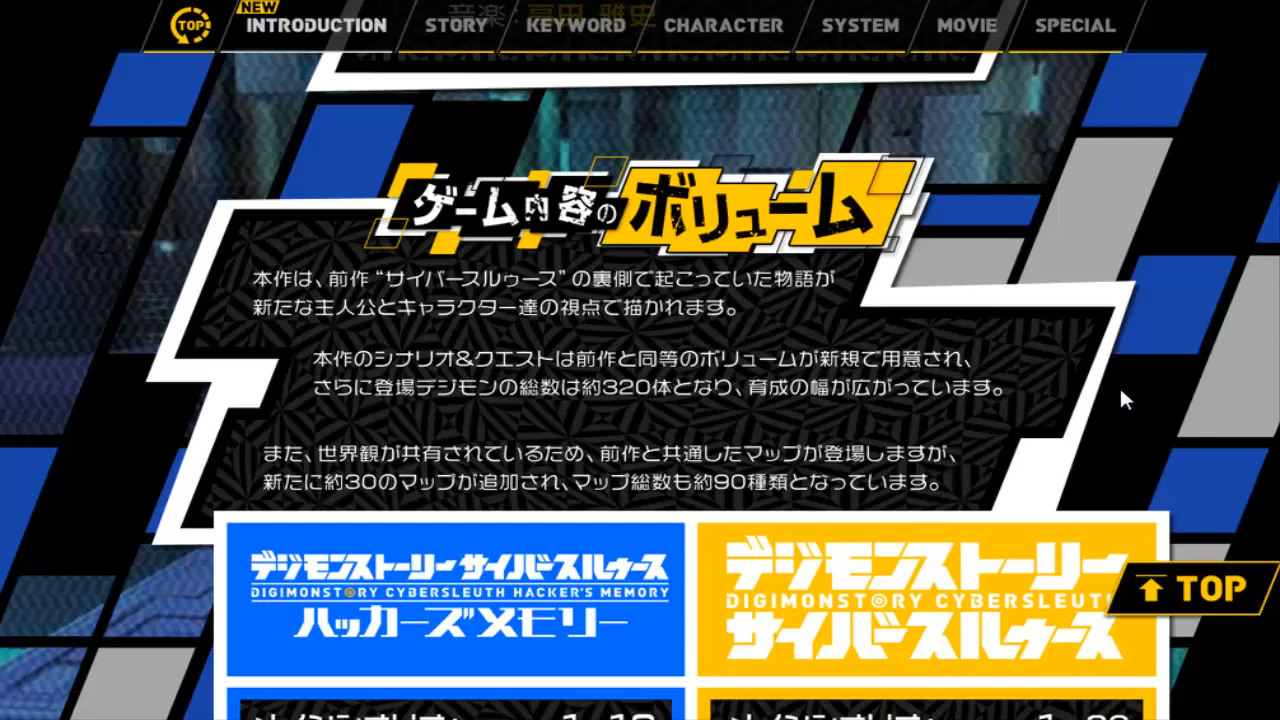 音楽：高田 雅史
TOP
NEW
INTRODUCTION
STORY
KEYWORD
CHARACTER
SYSTEM
MOVIE
SPECIAL
ゲーム内容のボリューム
本作は、前作“サイバースルゥース”の裏側で起こっていた物語が
新たな主人公とキャラクター達の視点で描かれます。
本作のシナリオ&クエストは前作と同等のボリュームが新規で用意され、
さらに登場デジモンの総数は約320体となり、育成の幅が広がっています。
また、世界観が共有されているため、前作と共通したマップが登場しますが、
新たに約30のマップが追加され、マップ総数も約90種類となっています。
デジモンストーリー サイバースルゥース
DIGIMONSTORY CYBERSLEUTH HACKER'S MEMORY
ハッカーズメモリー
デジモンストーリー
DIGIMONSTORY CYBERSLEUTH
サイバースルゥース
TOP